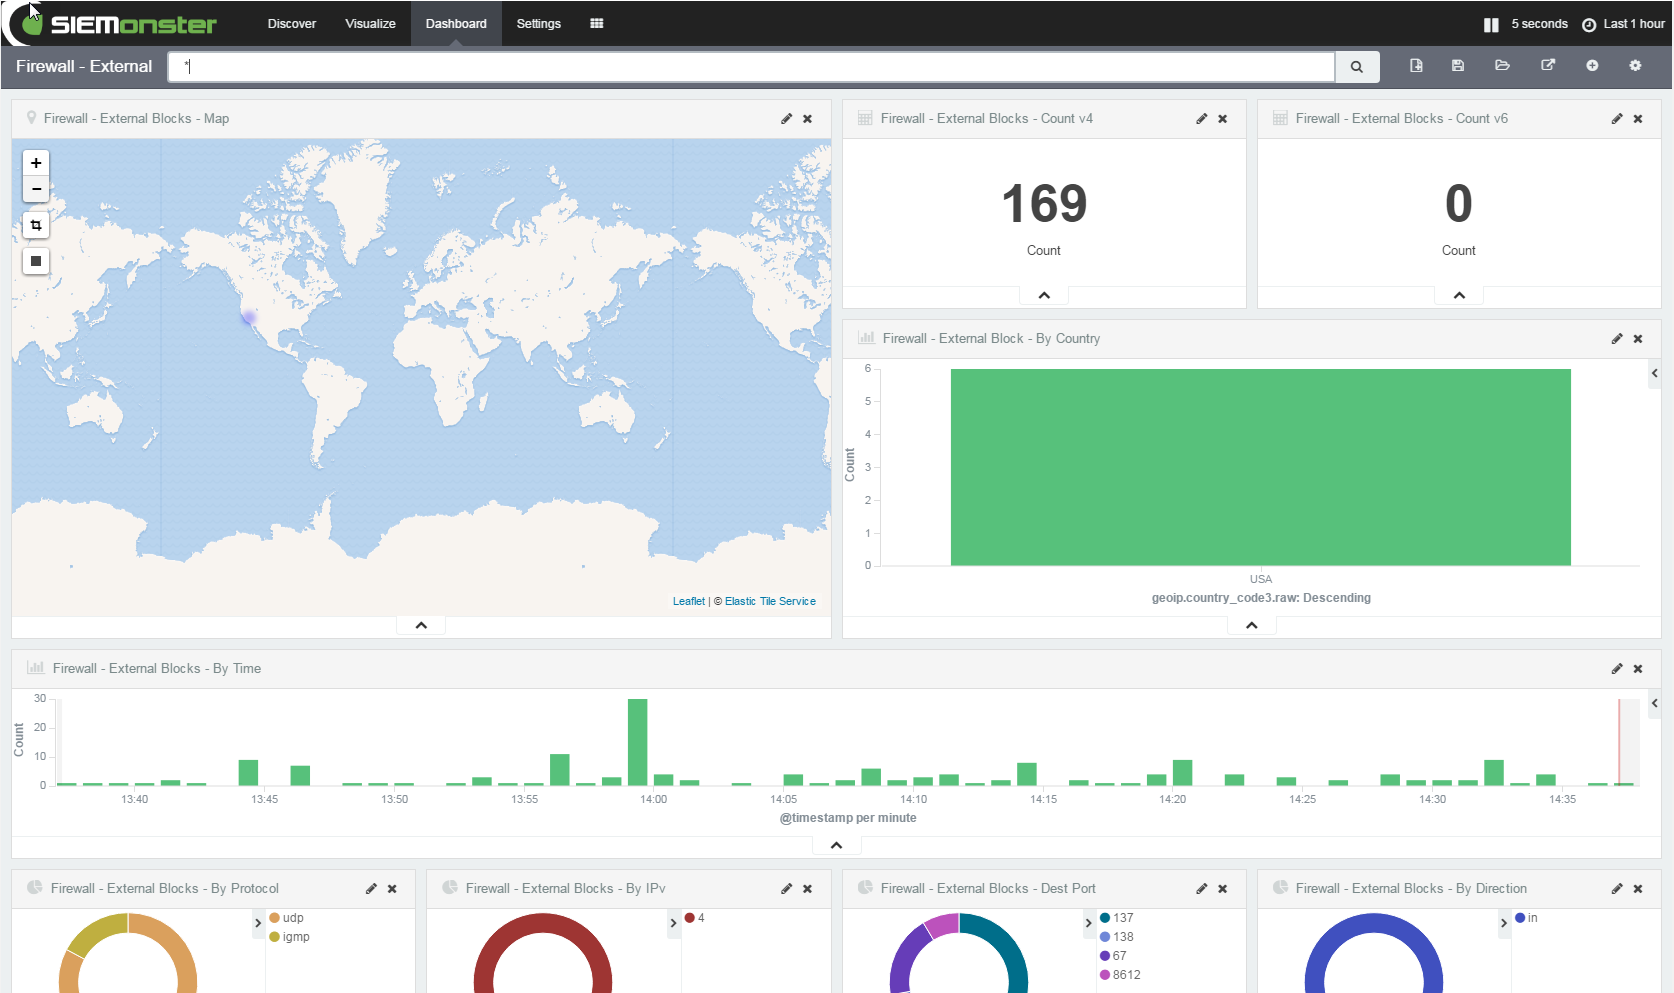 SIEMonster Discover Visualize Dashboard Settings 5 seconds Last 1 hour
Firewall - External *
Firewall - External Blocks - Map
+
−
Leaflet | © Elastic Tile Service
Firewall - External Blocks - Count v4
169
Count
Firewall - External Blocks - Count v6
0
Count
Firewall - External Block - By Country
6
5
4
3
2
1
0
Count
USA
geoip.country_code3.raw: Descending
Firewall - External Blocks - By Time
30
20
10
0
Count
13:40 13:45 13:50 13:55 14:00 14:05 14:10 14:15 14:20 14:25 14:30 14:35
@timestamp per minute
Firewall - External Blocks - By Protocol
udp
igmp
Firewall - External Blocks - By IPv
4
Firewall - External Blocks - Dest Port
137
138
67
8612
Firewall - External Blocks - By Direction
in